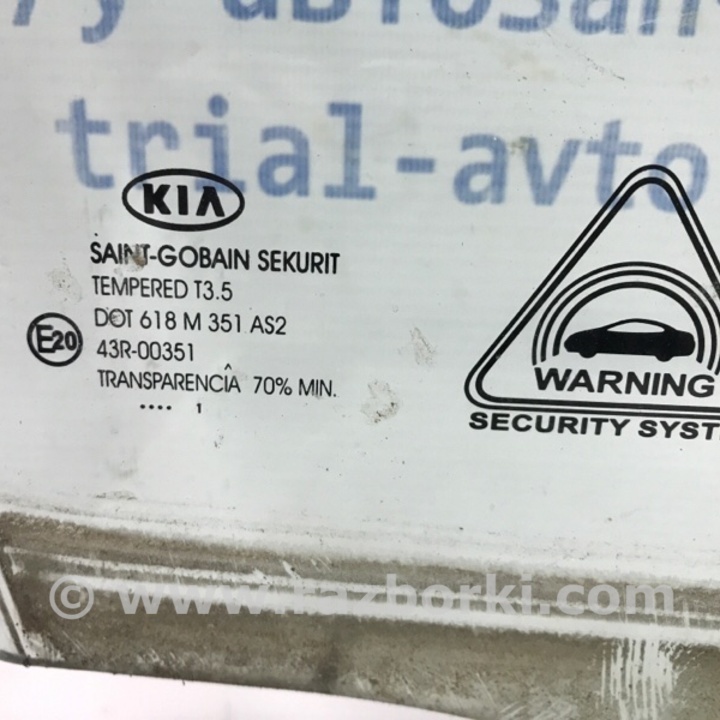 trial-avto
KIA
SAINT-GOBAIN SEKURIT
TEMPERED T3.5
DOT 618 M 351 AS2
E20
43R-00351
TRANSPARENCÍA 70% MIN.
.... 1
WARNING
SECURITY SYST
© www.razborki.com